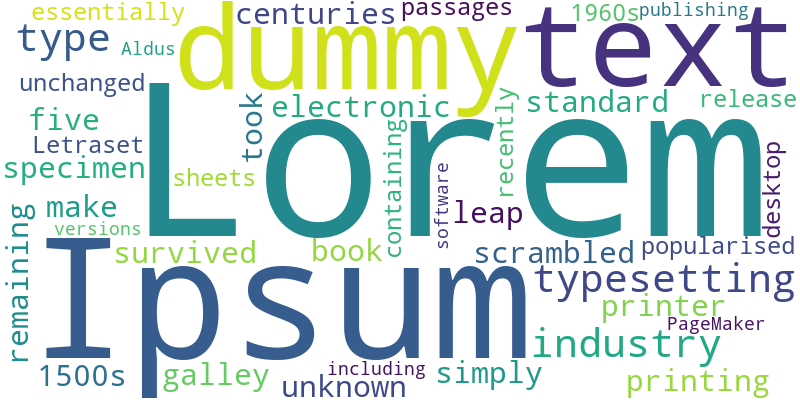 essentially
centuries
passages
1960s
publishing
type
Aldus
dummy
text
unchanged
took
electronic
recently
standard
release
five
Letraset
Lorem
specimen
sheets
containing
software
leap
desktop
make
versions
remaining
survived
book
scrambled
popularised
Ipsum
typesetting
printer
PageMaker
industry
1500s
galley
including
unknown
simply
printing